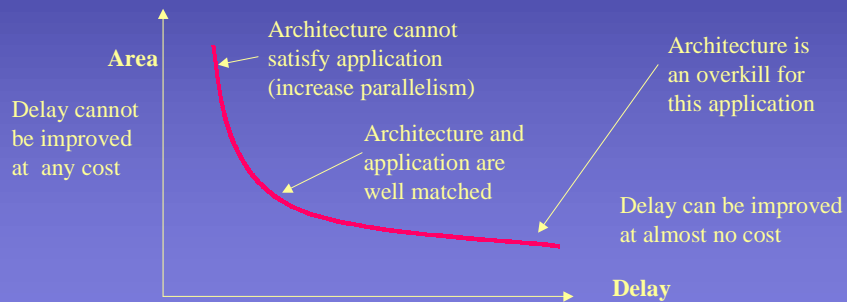 Area
Delay cannot
be improved
at any cost
Architecture cannot
satisfy application
(increase parallelism)
Architecture and
application are
well matched
Architecture is
an overkill for
this application
Delay can be improved
at almost no cost
Delay